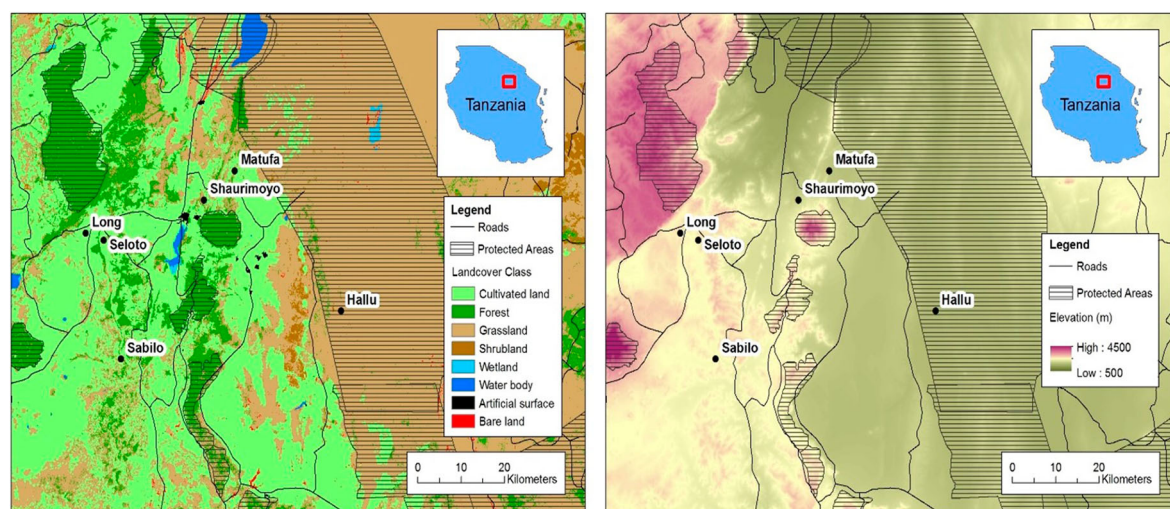 Tanzania
Matufa
Shaurimoyo
Long
Seloto
Hallu
Sabilo
Legend
Roads
Protected Areas
Landcover Class
Cultivated land
Forest
Grassland
Shrubland
Wetland
Water body
Artificial surface
Bare land
0 10 20
Kilometers
Tanzania
Matufa
Shaurimoyo
Long
Seloto
Hallu
Sabilo
Legend
Roads
Protected Areas
Elevation (m)
High : 4500
Low : 500
0 10 20
Kilometers